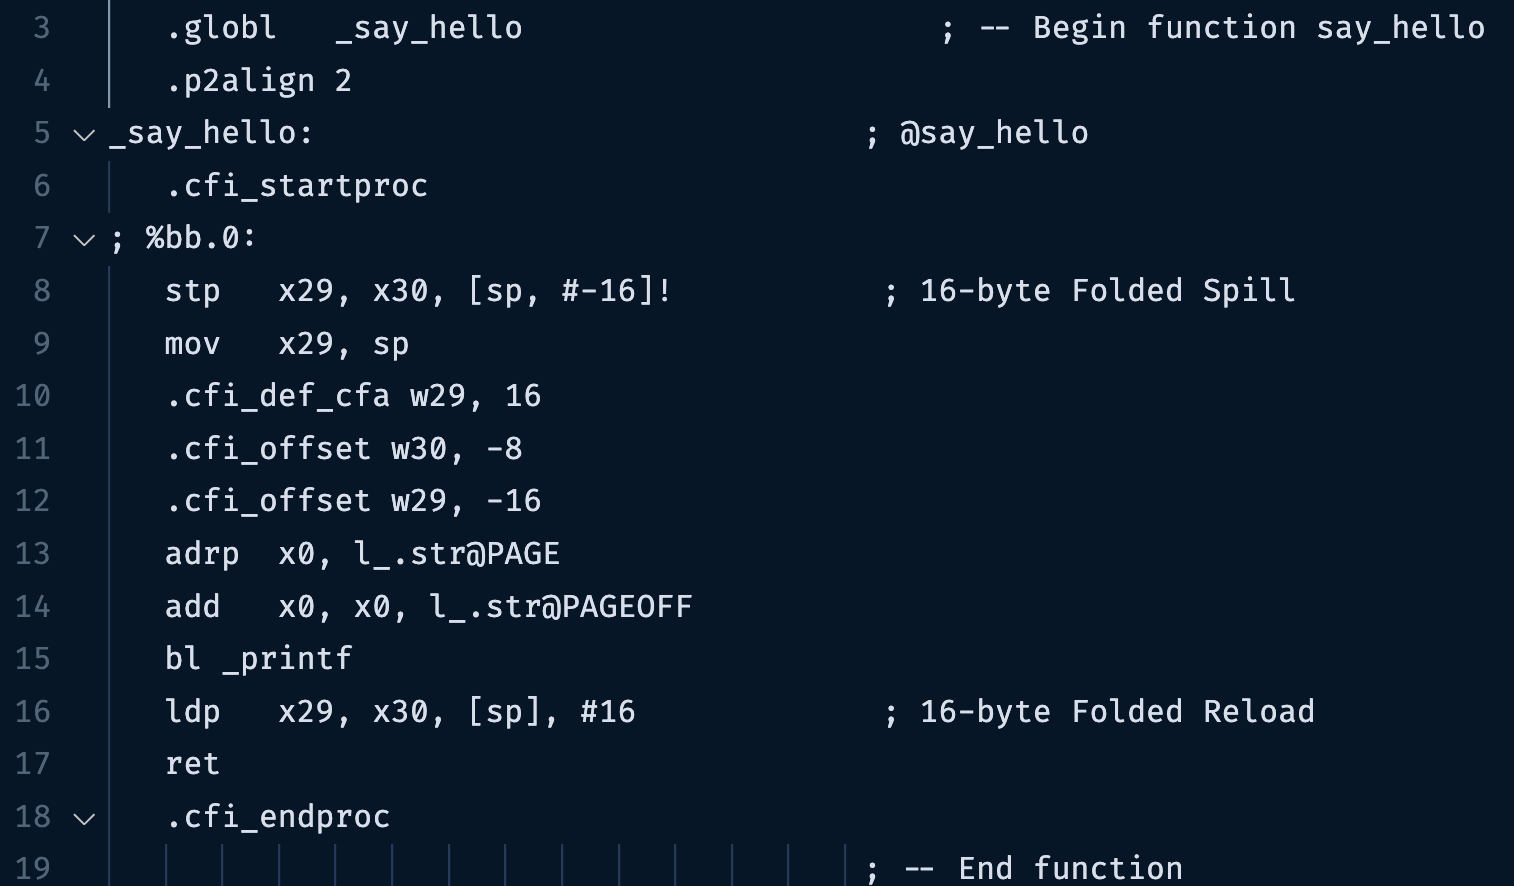 3 .globl _say_hello ; -- Begin function say_hello
4 .p2align 2
5 _say_hello: ; @say_hello
6 .cfi_startproc
7 ; %bb.0:
8 stp x29, x30, [sp, #-16]! ; 16-byte Folded Spill
9 mov x29, sp
10 .cfi_def_cfa w29, 16
11 .cfi_offset w30, -8
12 .cfi_offset w29, -16
13 adrp x0, l_.str@PAGE
14 add x0, x0, l_.str@PAGEOFF
15 bl _printf
16 ldp x29, x30, [sp], #16 ; 16-byte Folded Reload
17 ret
18 .cfi_endproc
19 ; -- End function